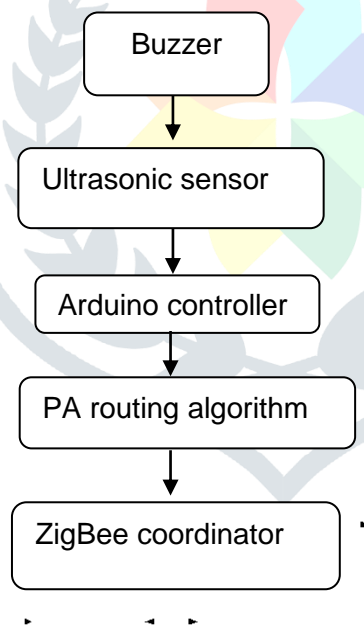 Buzzer
Ultrasonic sensor
Arduino controller
PA routing algorithm
ZigBee coordinator